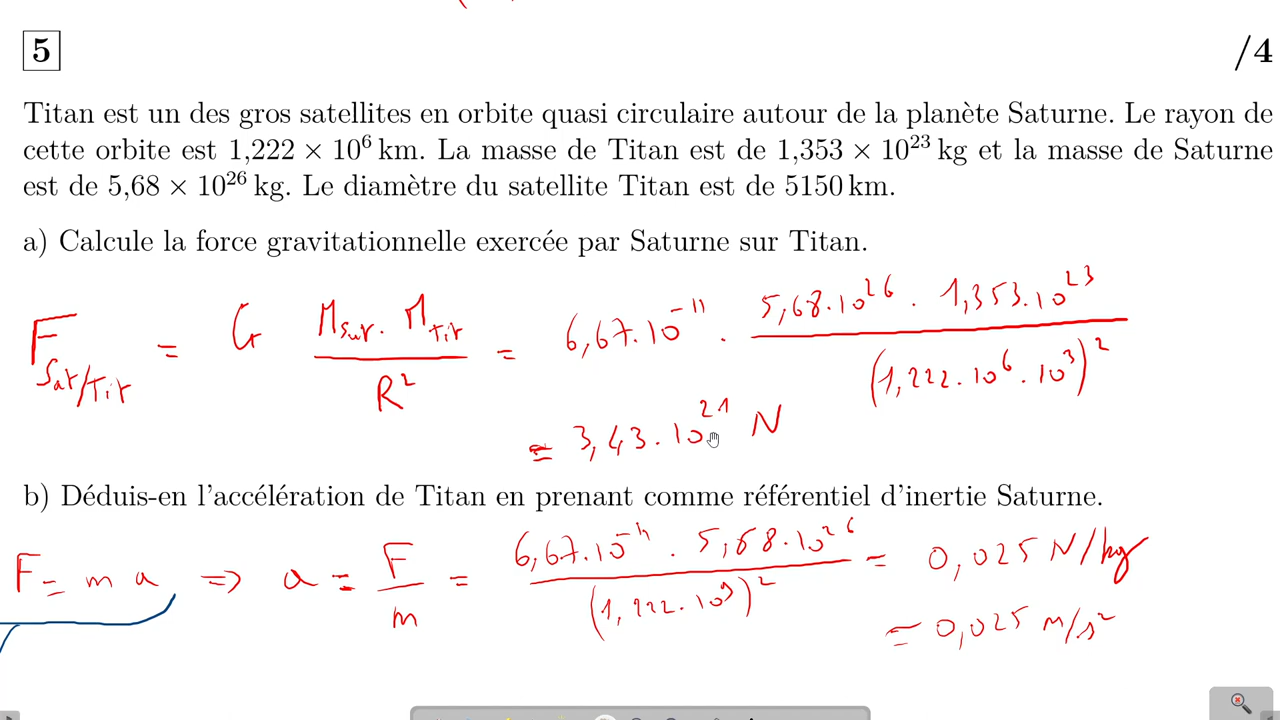 5 /4
Titan est un des gros satellites en orbite quasi circulaire autour de la planète Saturne. Le rayon de
cette orbite est 1,222 × 10⁶ km. La masse de Titan est de 1,353 × 10²³ kg et la masse de Saturne
est de 5,68 × 10²⁶ kg. Le diamètre du satellite Titan est de 5150 km.
a) Calcule la force gravitationnelle exercée par Saturne sur Titan.
F_Sat/Tit = G (M_Sat . M_Tit)/R² = 6,67.10⁻¹¹ . (5,68.10²⁶ . 1,353.10²³)/(1,222.10⁶.10³)²
= 3,43.10²¹ N
b) Déduis-en l'accélération de Titan en prenant comme référentiel d'inertie Saturne.
F = m a ⇒ a = F/m = (6,67.10⁻¹¹ . 5,68.10²⁶)/(1,222.10⁹)² = 0,025 N/kg
= 0,025 m/s²